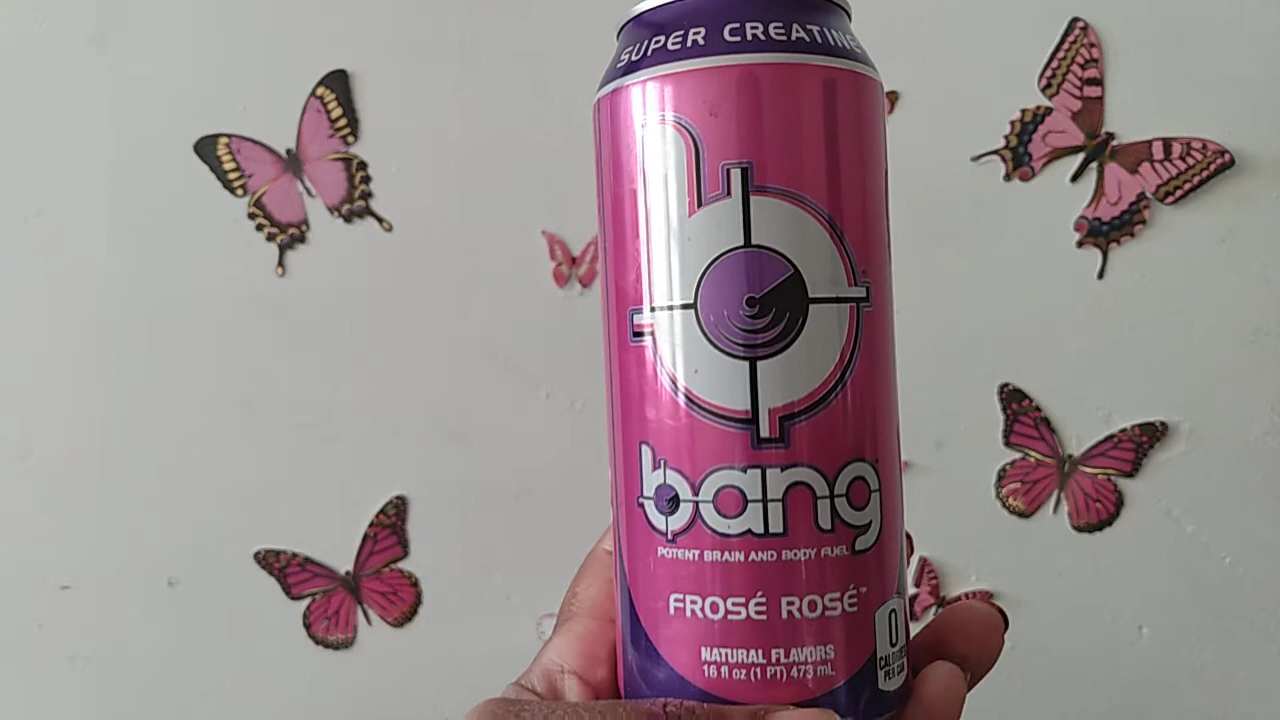 SUPER CREATINE
bang
POTENT BRAIN AND BODY FUEL
FROSÉ ROSÉ™
NATURAL FLAVORS
16 fl oz (1 PT) 473 mL
0
CALORIES
PER CAN